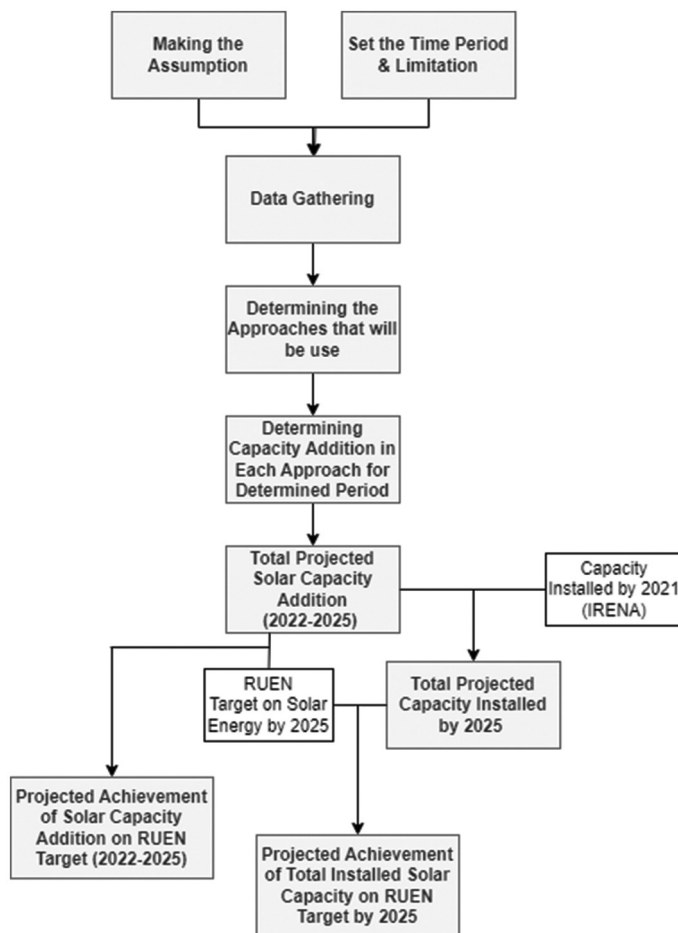 Making the
Assumption
Set the Time Period
& Limitation
Data Gathering
Determining the
Approaches that will
be use
Determining
Capacity Addition in
Each Approach for
Determined Period
Total Projected
Solar Capacity
Addition
(2022-2025)
Capacity
Installed by 2021
(IRENA)
RUEN
Target on Solar
Energy by 2025
Total Projected
Capacity Installed
by 2025
Projected Achievement
of Solar Capacity
Addition on RUEN
Target (2022-2025)
Projected Achievement
of Total Installed Solar
Capacity on RUEN
Target by 2025